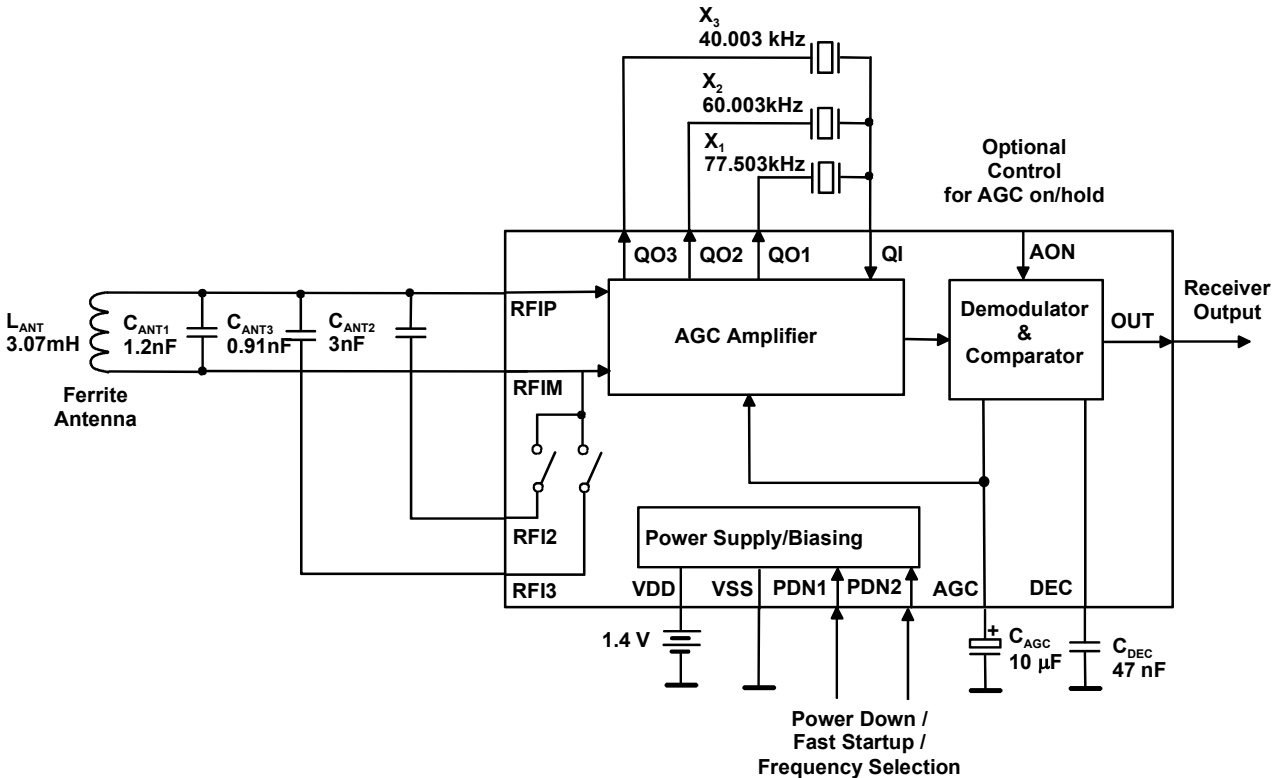 X3
40.003 kHz
X2
60.003kHz
X1
77.503kHz
Optional
Control
for AGC on/hold
QO3
QO2
QO1
QI
AON
RFIP
LANT
3.07mH
CANT1
1.2nF
CANT3
0.91nF
CANT2
3nF
AGC Amplifier
Demodulator
&
Comparator
OUT
Receiver
Output
RFIM
Ferrite
Antenna
RFI2
RFI3
Power Supply/Biasing
VDD
VSS
PDN1
PDN2
AGC
DEC
1.4 V
+
CAGC
10 µF
CDEC
47 nF
Power Down /
Fast Startup /
Frequency Selection